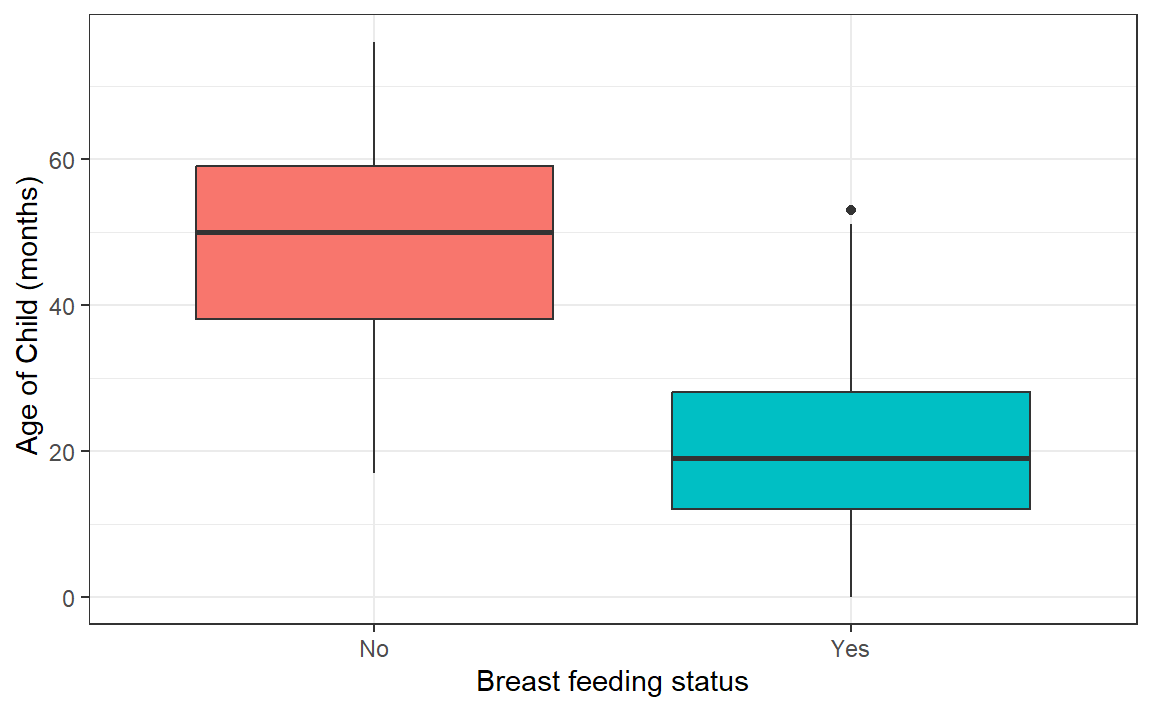 Age of Child (months)
60
40
20
0
No
Yes
Breast feeding status